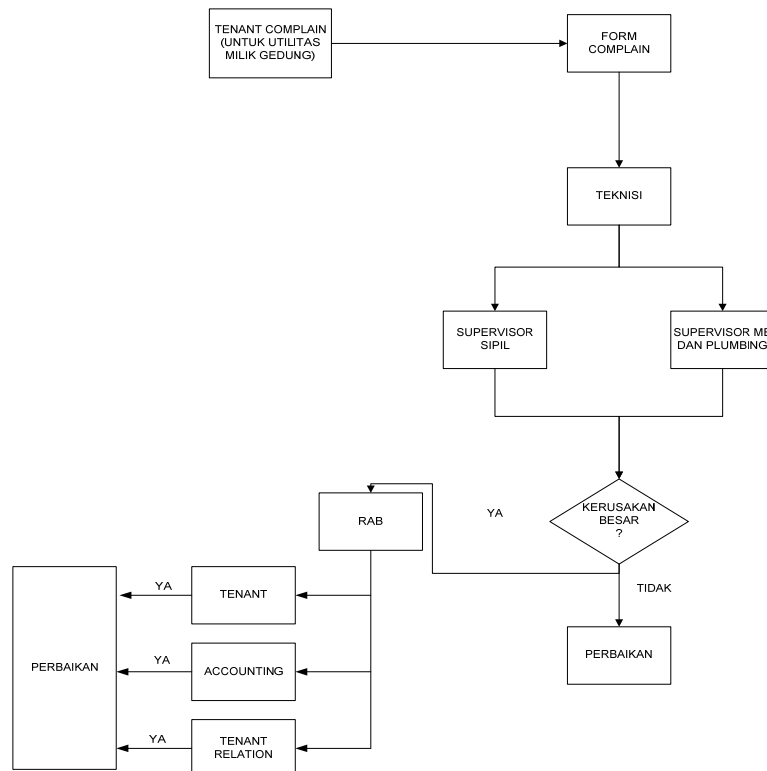 TENANT COMPLAIN
(UNTUK UTILITAS
MILIK GEDUNG)
FORM
COMPLAIN
TEKNISI
SUPERVISOR
SIPIL
SUPERVISOR ME
DAN PLUMBING
KERUSAKAN
BESAR
?
YA
RAB
TIDAK
PERBAIKAN
TENANT
YA
ACCOUNTING
YA
TENANT
RELATION
YA
PERBAIKAN